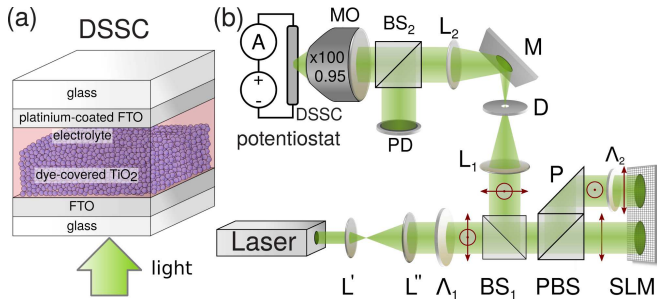 (a)
DSSC
glass
platinium-coated FTO
electrolyte
dye-covered TiO2
FTO
glass
light
(b)
A
+
-
MO
x100
0.95
DSSC
potentiostat
BS2
PD
L2
M
D
L1
P
Λ2
Laser
L'
L"
Λ1
BS1
PBS
SLM